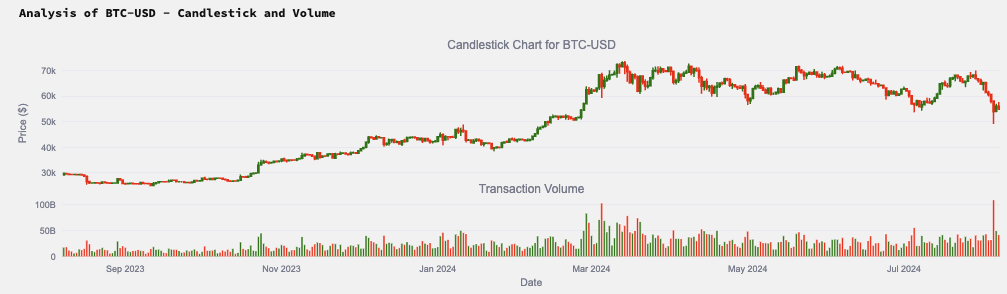 Analysis of BTC-USD - Candlestick and Volume
Candlestick Chart for BTC-USD
70k
60k
50k
40k
30k
Price ($)
Transaction Volume
100B
50B
0
Sep 2023 Nov 2023 Jan 2024 Mar 2024 May 2024 Jul 2024
Date